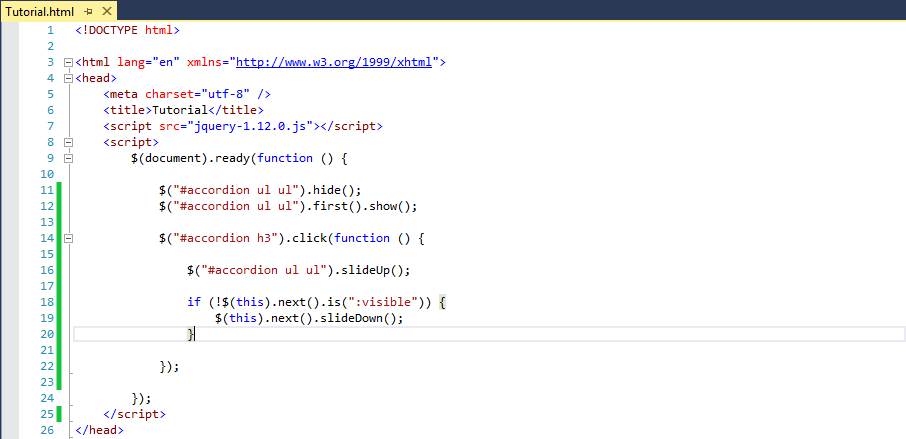 Tutorial.html
1 <!DOCTYPE html>
2
3 <html lang="en" xmlns="http://www.w3.org/1999/xhtml">
4 <head>
5     <meta charset="utf-8" />
6     <title>Tutorial</title>
7     <script src="jquery-1.12.0.js"></script>
8     <script>
9         $(document).ready(function () {
10
11             $("#accordion ul ul").hide();
12             $("#accordion ul ul").first().show();
13
14             $("#accordion h3").click(function () {
15
16                 $("#accordion ul ul").slideUp();
17
18                 if (!$(this).next().is(":visible")) {
19                     $(this).next().slideDown();
20                 }
21
22             });
23
24         });
25     </script>
26 </head>